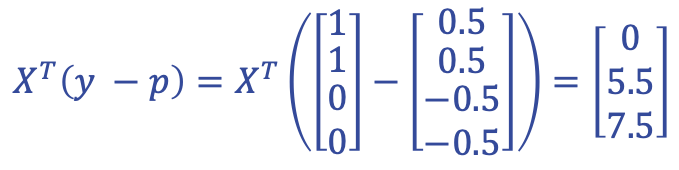 X^T(y − p) = X^T([1 1 0 0] − [0.5 0.5 −0.5 −0.5]) = [0 5.5 7.5]